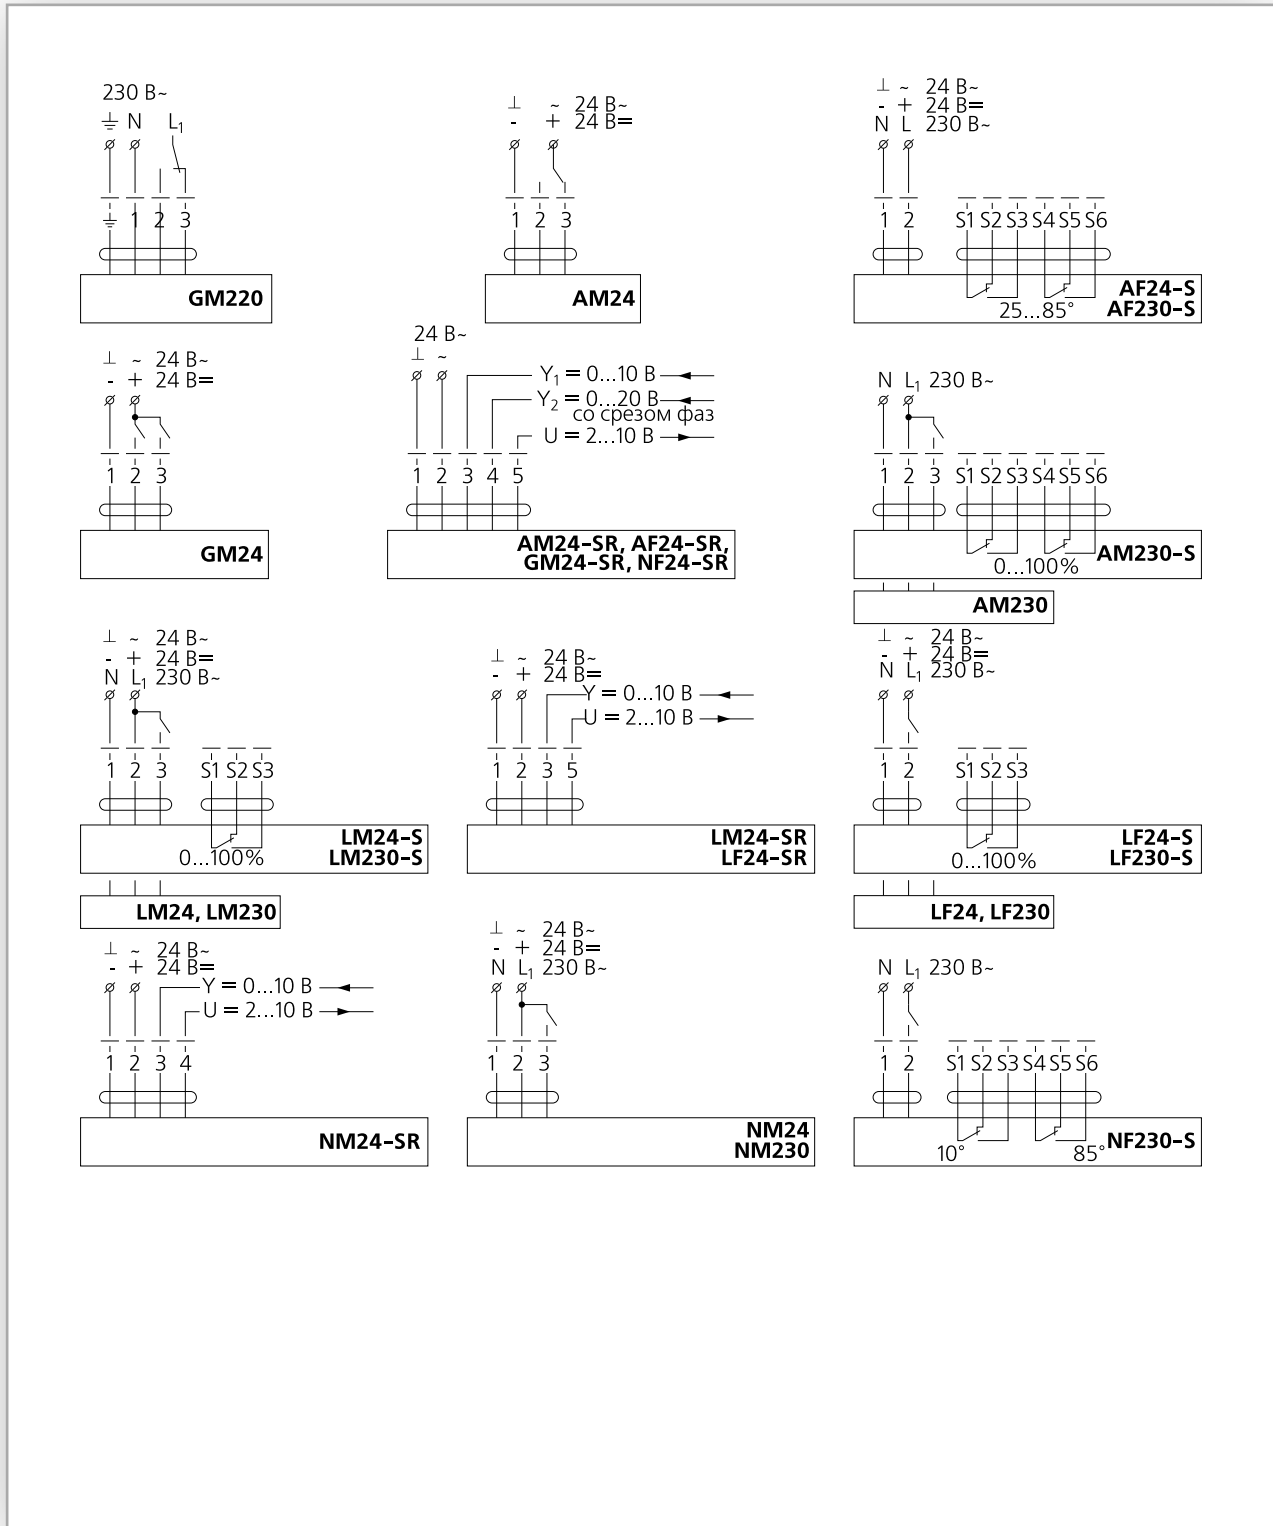 230 В~
⏚ N L1
⏚ 1 2 3
GM220
⊥ ~ 24 В~
- + 24 В=
1 2 3
AM24
⊥ ~ 24 В~
- + 24 В=
N L 230 В~
1 2 S1 S2 S3 S4 S5 S6
25...85°
AF24-S
AF230-S
⊥ ~ 24 В~
- + 24 В=
1 2 3
GM24
24 В~
⊥ ~
Y1 = 0...10 В
Y2 = 0...20 В
со срезом фаз
U = 2...10 В
1 2 3 4 5
AM24-SR, AF24-SR,
GM24-SR, NF24-SR
N L1 230 В~
1 2 3 S1 S2 S3 S4 S5 S6
0...100%
AM230-S
AM230
⊥ ~ 24 В~
- + 24 В=
N L1 230 В~
1 2 3 S1 S2 S3
0...100%
LM24-S
LM230-S
LM24, LM230
⊥ ~ 24 В~
- + 24 В=
Y = 0...10 В
U = 2...10 В
1 2 3 5
LM24-SR
LF24-SR
⊥ ~ 24 В~
- + 24 В=
N L1 230 В~
1 2 S1 S2 S3
0...100%
LF24-S
LF230-S
LF24, LF230
⊥ ~ 24 В~
- + 24 В=
Y = 0...10 В
U = 2...10 В
1 2 3 4
NM24-SR
⊥ ~ 24 В~
- + 24 В=
N L1 230 В~
1 2 3
NM24
NM230
N L1 230 В~
1 2 S1 S2 S3 S4 S5 S6
10° 85°
NF230-S